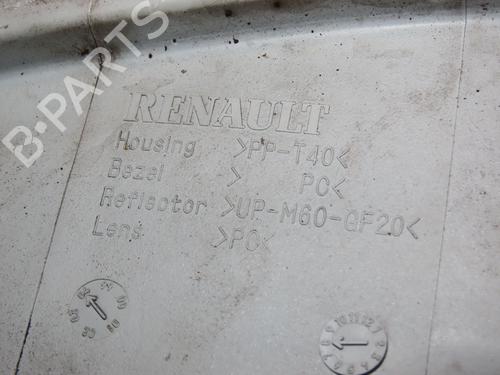 B-PARTS
RENAULT
Housing >PP-T40<
Bezel > PC<
Reflector >UP-M60-GF20<
Lens >PC<